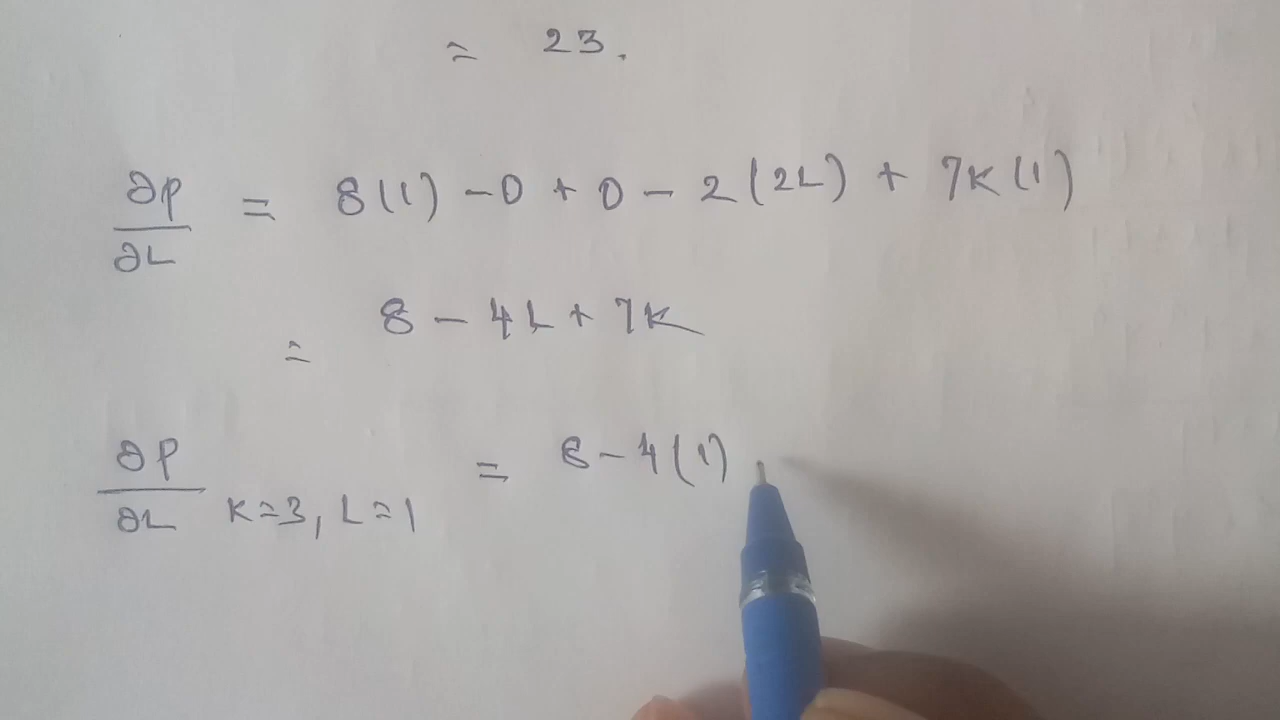 = 23.
∂P/∂L = 8(1) - 0 + 0 - 2(2L) + 7K(1)
= 8 - 4L + 7K
∂P/∂L K=3, L=1 = 8 - 4(1)